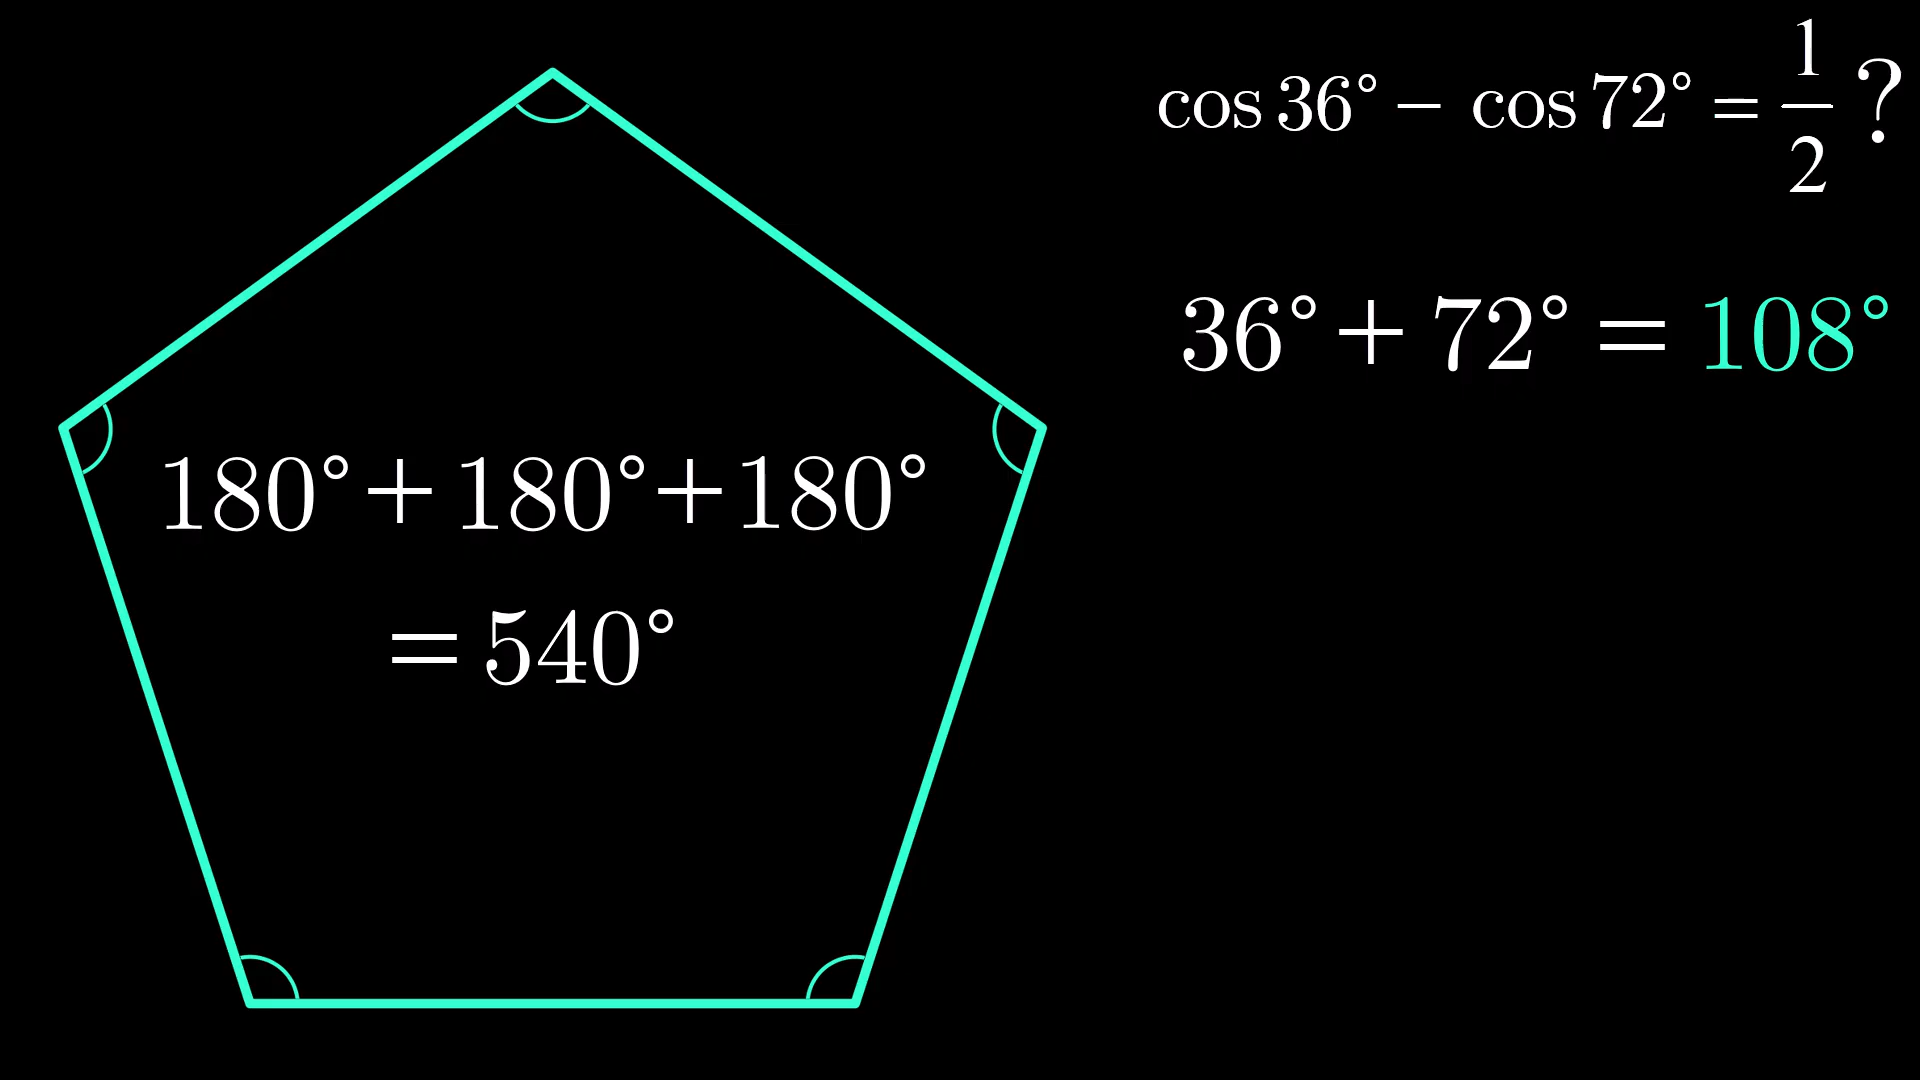 cos 36° − cos 72° = 1/2 ?
36° + 72° = 108°
180° + 180° + 180°
= 540°